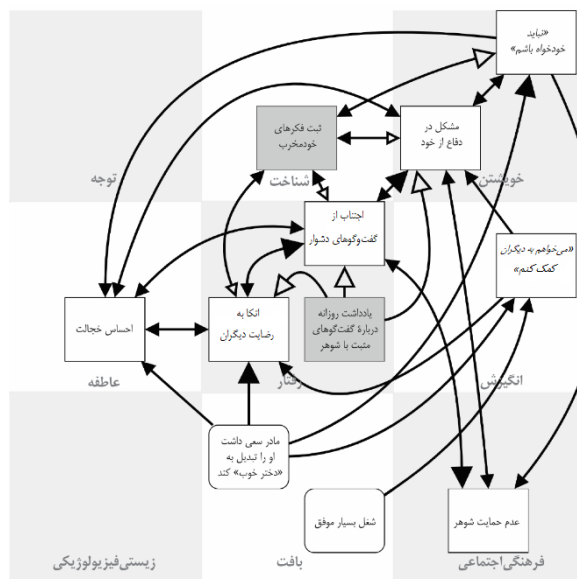 «نباید
خودخواه باشم»
ثبت فکرهای
خودمخرب
مشکل در
دفاع از خود
توجه
شناخت
خویشتن
اجتناب از
گفت‌وگوهای دشوار
«می‌خواهم به دیگران
کمک کنم»
احساس خجالت
اتکا به
رضایت دیگران
یادداشت روزانه
دربارهٔ گفت‌وگوهای
مثبت با شوهر
عاطفه
رفتار
انگیزش
مادر سعی داشت
او را تبدیل به
«دختر خوب» کند
شغل بسیار موفق
عدم حمایت شوهر
زیستی‌فیزیولوژیکی
بافت
فرهنگی‌اجتماعی